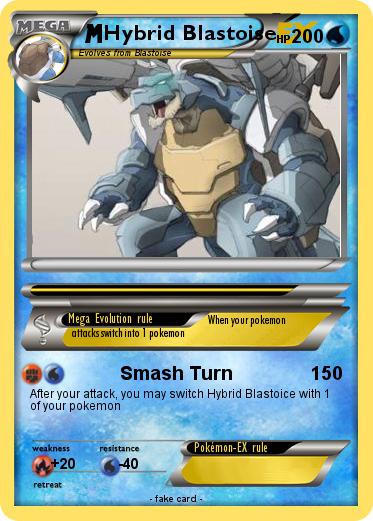 MEGA
MHybrid Blastoise EX HP200
Evolves from Blastoise
Mega Evolution rule When your pokemon
attacksswitch into 1 pokemon
Smash Turn 150
After your attack, you may switch Hybrid Blastoice with 1
of your pokemon
weakness resistance Pokémon-EX rule
+20 -40
retreat
- fake card -